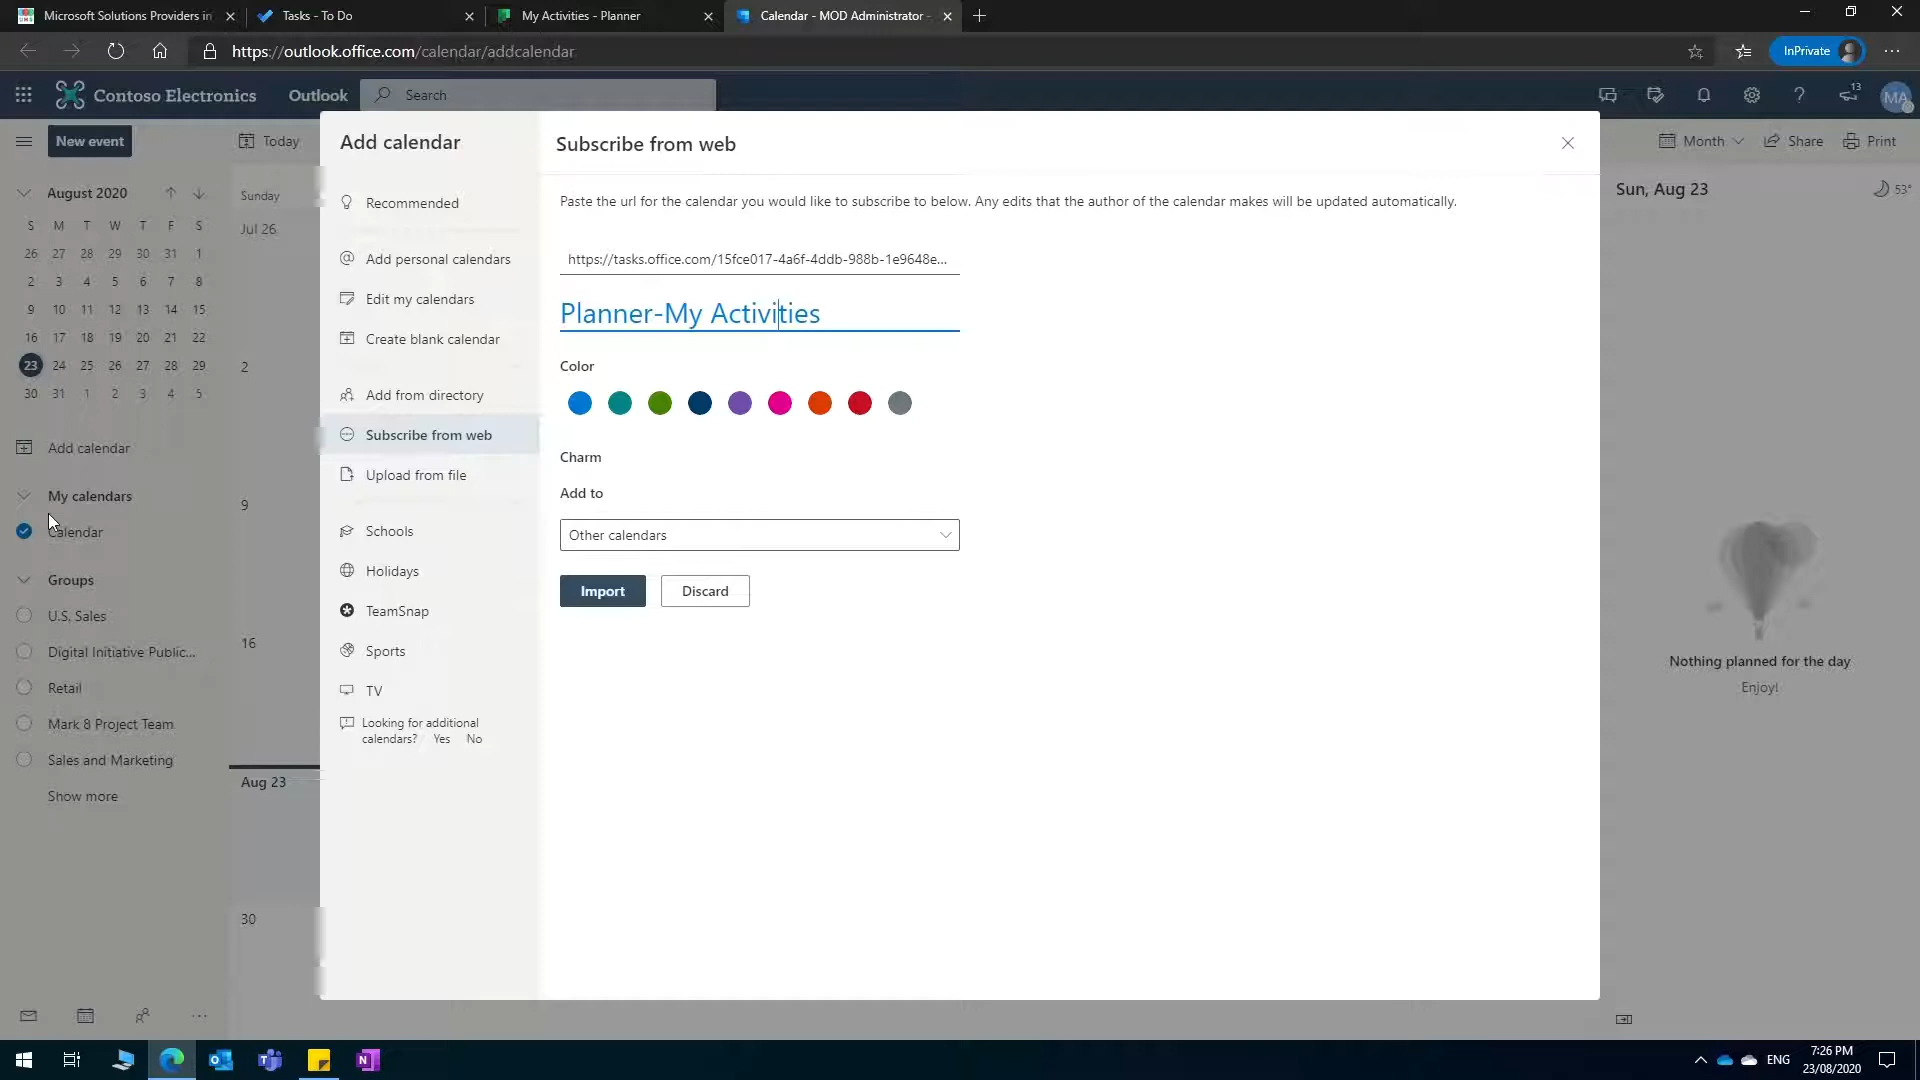 Microsoft Solutions Providers in
Tasks - To Do
My Activities - Planner
Calendar - MOD Administrator -
https://outlook.office.com/calendar/addcalendar
InPrivate
Contoso Electronics
Outlook
Search
13
MA
New event
Today
Month
Share
Print
August 2020
S M T W T F S
26 27 28 29 30 31 1
2 3 4 5 6 7 8
9 10 11 12 13 14 15
16 17 18 19 20 21 22
23 24 25 26 27 28 29
30 31 1 2 3 4 5
Add calendar
My calendars
Calendar
Groups
U.S. Sales
Digital Initiative Public...
Retail
Mark 8 Project Team
Sales and Marketing
Show more
Sunday
Jul 26
2
9
16
Aug 23
30
Add calendar
Recommended
Add personal calendars
Edit my calendars
Create blank calendar
Add from directory
Subscribe from web
Upload from file
Schools
Holidays
TeamSnap
Sports
TV
Looking for additional
calendars? Yes No
Subscribe from web
Paste the url for the calendar you would like to subscribe to below. Any edits that the author of the calendar makes will be updated automatically.
https://tasks.office.com/15fce017-4a6f-4ddb-988b-1e9648e...
Planner-My Activities
Color
Charm
Add to
Other calendars
Import
Discard
Sun, Aug 23
53°
Nothing planned for the day
Enjoy!
ENG
7:26 PM
23/08/2020